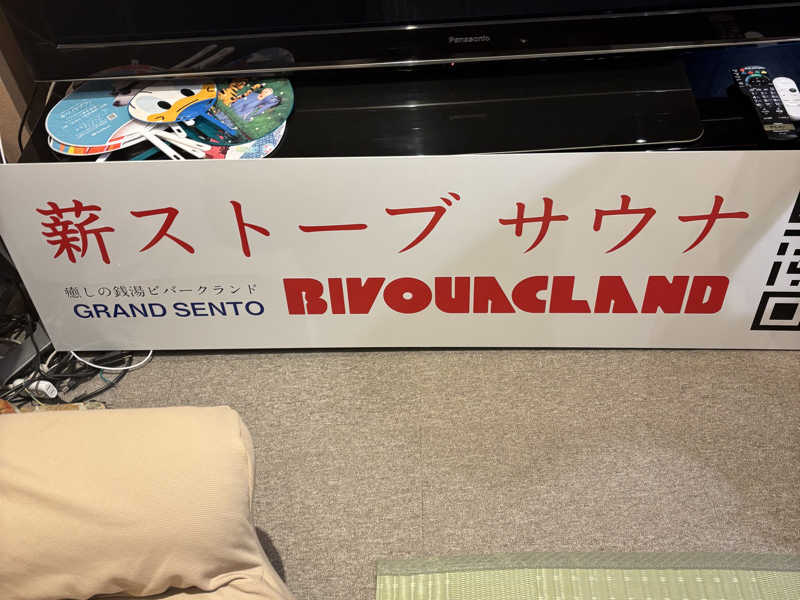 Panasonic
薪ストーブ サウナ
癒しの銭湯ビバークランド
GRAND SENTO
BIVOUACLAND